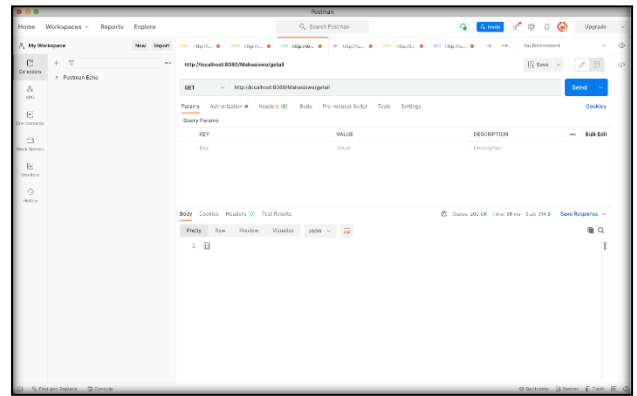 Postman
Home Workspaces Reports Explore Search Postman Invite Upgrade
My Workspace New Import No Environment
Collections
Postman Echo
http://localhost:8080/Mahasiswa/getall Save
APIs
GET http://localhost:8080/Mahasiswa/getall Send
Environments
Params Authorization Headers (8) Body Pre-request Script Tests Settings Cookies
Query Params
KEY VALUE DESCRIPTION Bulk Edit
Key Value Description
Mock Servers
Monitors
History
Body Cookies Headers Test Results Status: 200 OK Time: Size: Save Response
Pretty Raw Preview Visualize JSON
1 []
Find and Replace Console Bootcamp Runner Trash